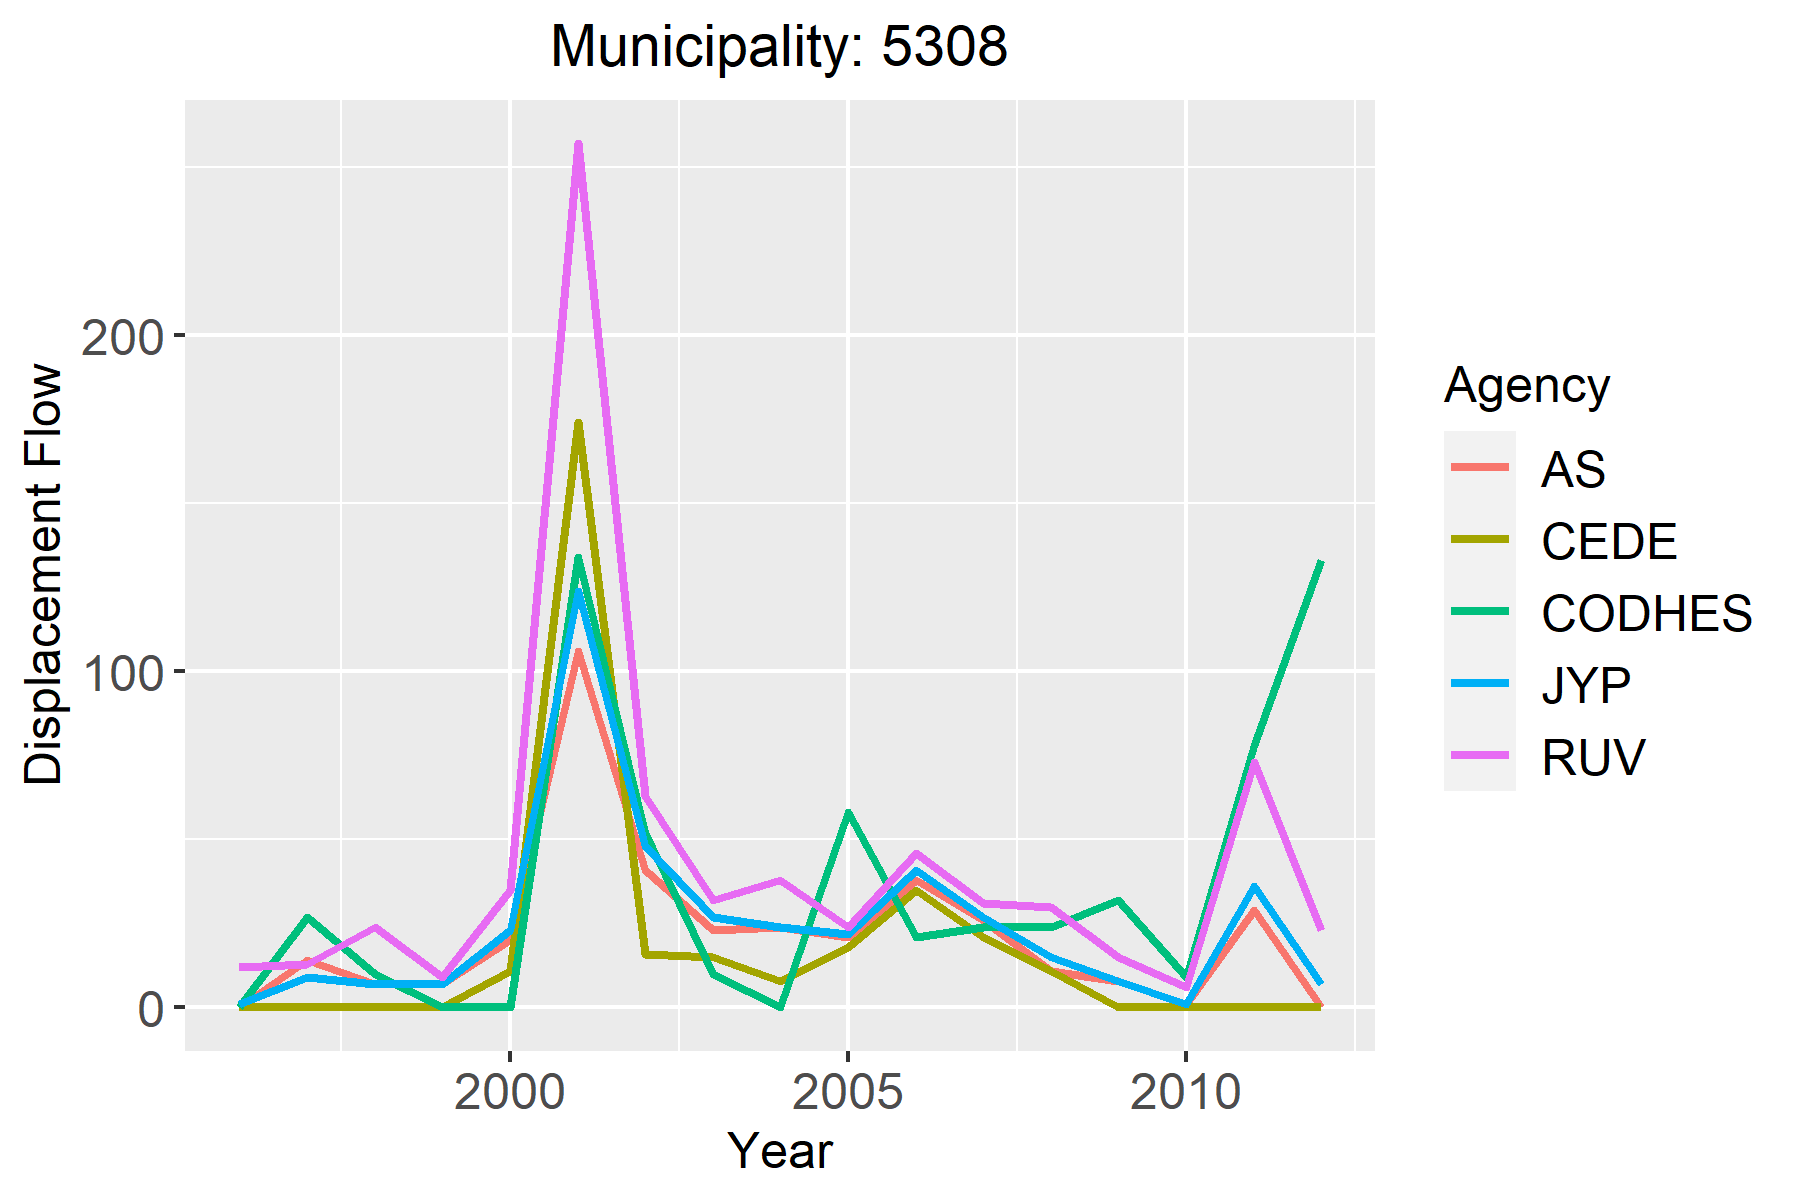 Municipality: 5308
Displacement Flow
200
100
0
2000 2005 2010
Year
Agency
AS
CEDE
CODHES
JYP
RUV